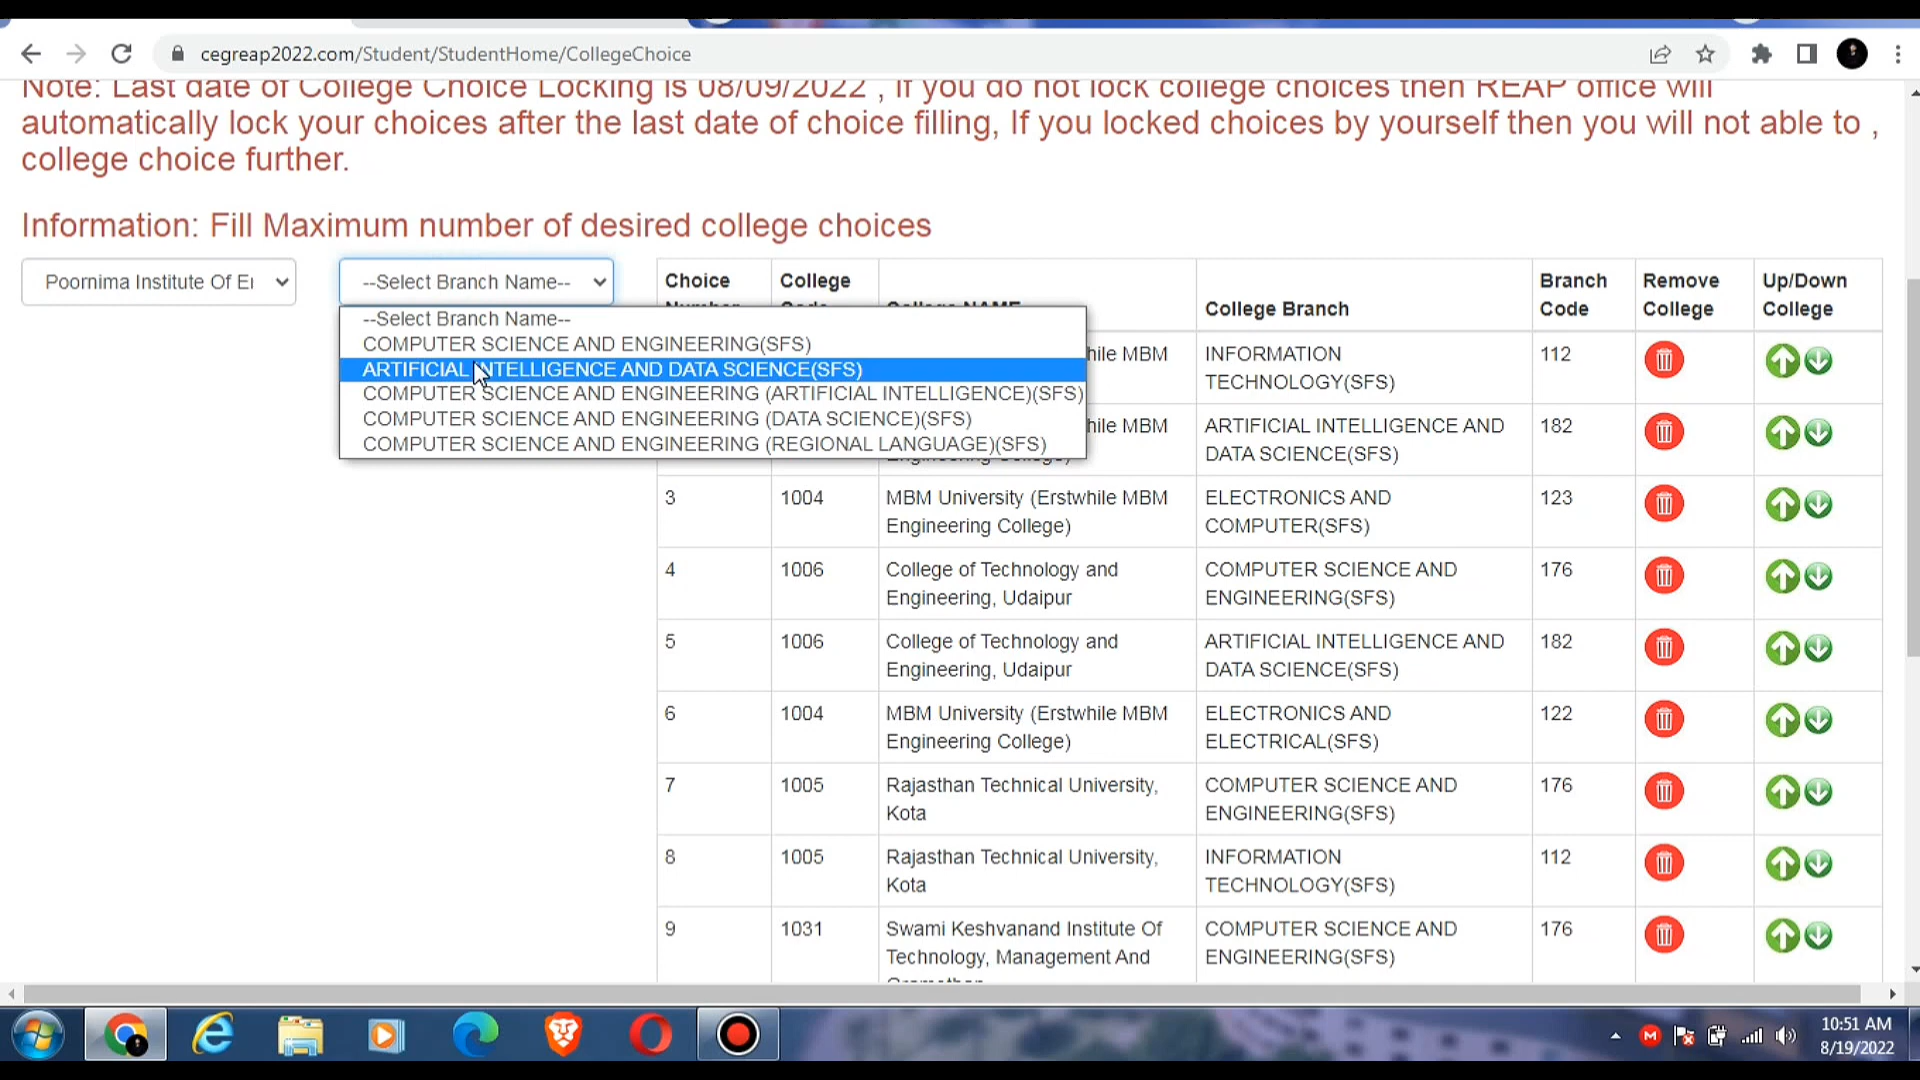 cegreap2022.com/Student/StudentHome/CollegeChoice
Note: Last date of College Choice Locking is 08/09/2022 , If you do not lock college choices then REAP office will
automatically lock your choices after the last date of choice filling, If you locked choices by yourself then you will not able to ,
college choice further.
Information: Fill Maximum number of desired college choices
Poornima Institute Of
--Select Branch Name--
--Select Branch Name--
COMPUTER SCIENCE AND ENGINEERING(SFS)
ARTIFICIAL INTELLIGENCE AND DATA SCIENCE(SFS)
COMPUTER SCIENCE AND ENGINEERING (ARTIFICIAL INTELLIGENCE)(SFS)
COMPUTER SCIENCE AND ENGINEERING (DATA SCIENCE)(SFS)
COMPUTER SCIENCE AND ENGINEERING (REGIONAL LANGUAGE)(SFS)
Choice
College
College Branch
Branch
Code
Remove
College
Up/Down
College
MBM
INFORMATION
TECHNOLOGY(SFS)
112
MBM
ARTIFICIAL INTELLIGENCE AND
DATA SCIENCE(SFS)
182
3
1004
MBM University (Erstwhile MBM
Engineering College)
ELECTRONICS AND
COMPUTER(SFS)
123
4
1006
College of Technology and
Engineering, Udaipur
COMPUTER SCIENCE AND
ENGINEERING(SFS)
176
5
1006
College of Technology and
Engineering, Udaipur
ARTIFICIAL INTELLIGENCE AND
DATA SCIENCE(SFS)
182
6
1004
MBM University (Erstwhile MBM
Engineering College)
ELECTRONICS AND
ELECTRICAL(SFS)
122
7
1005
Rajasthan Technical University,
Kota
COMPUTER SCIENCE AND
ENGINEERING(SFS)
176
8
1005
Rajasthan Technical University,
Kota
INFORMATION
TECHNOLOGY(SFS)
112
9
1031
Swami Keshvanand Institute Of
Technology, Management And
COMPUTER SCIENCE AND
ENGINEERING(SFS)
176
10:51 AM
8/19/2022